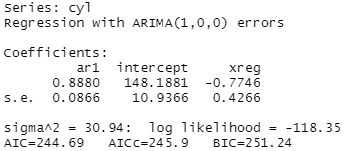 Series: cyl
Regression with ARIMA(1,0,0) errors
Coefficients:
ar1 intercept xreg
0.8880 148.1881 -0.7746
s.e. 0.0866 10.9366 0.4266
sigma^2 = 30.94: log likelihood = -118.35
AIC=244.69 AICc=245.9 BIC=251.24